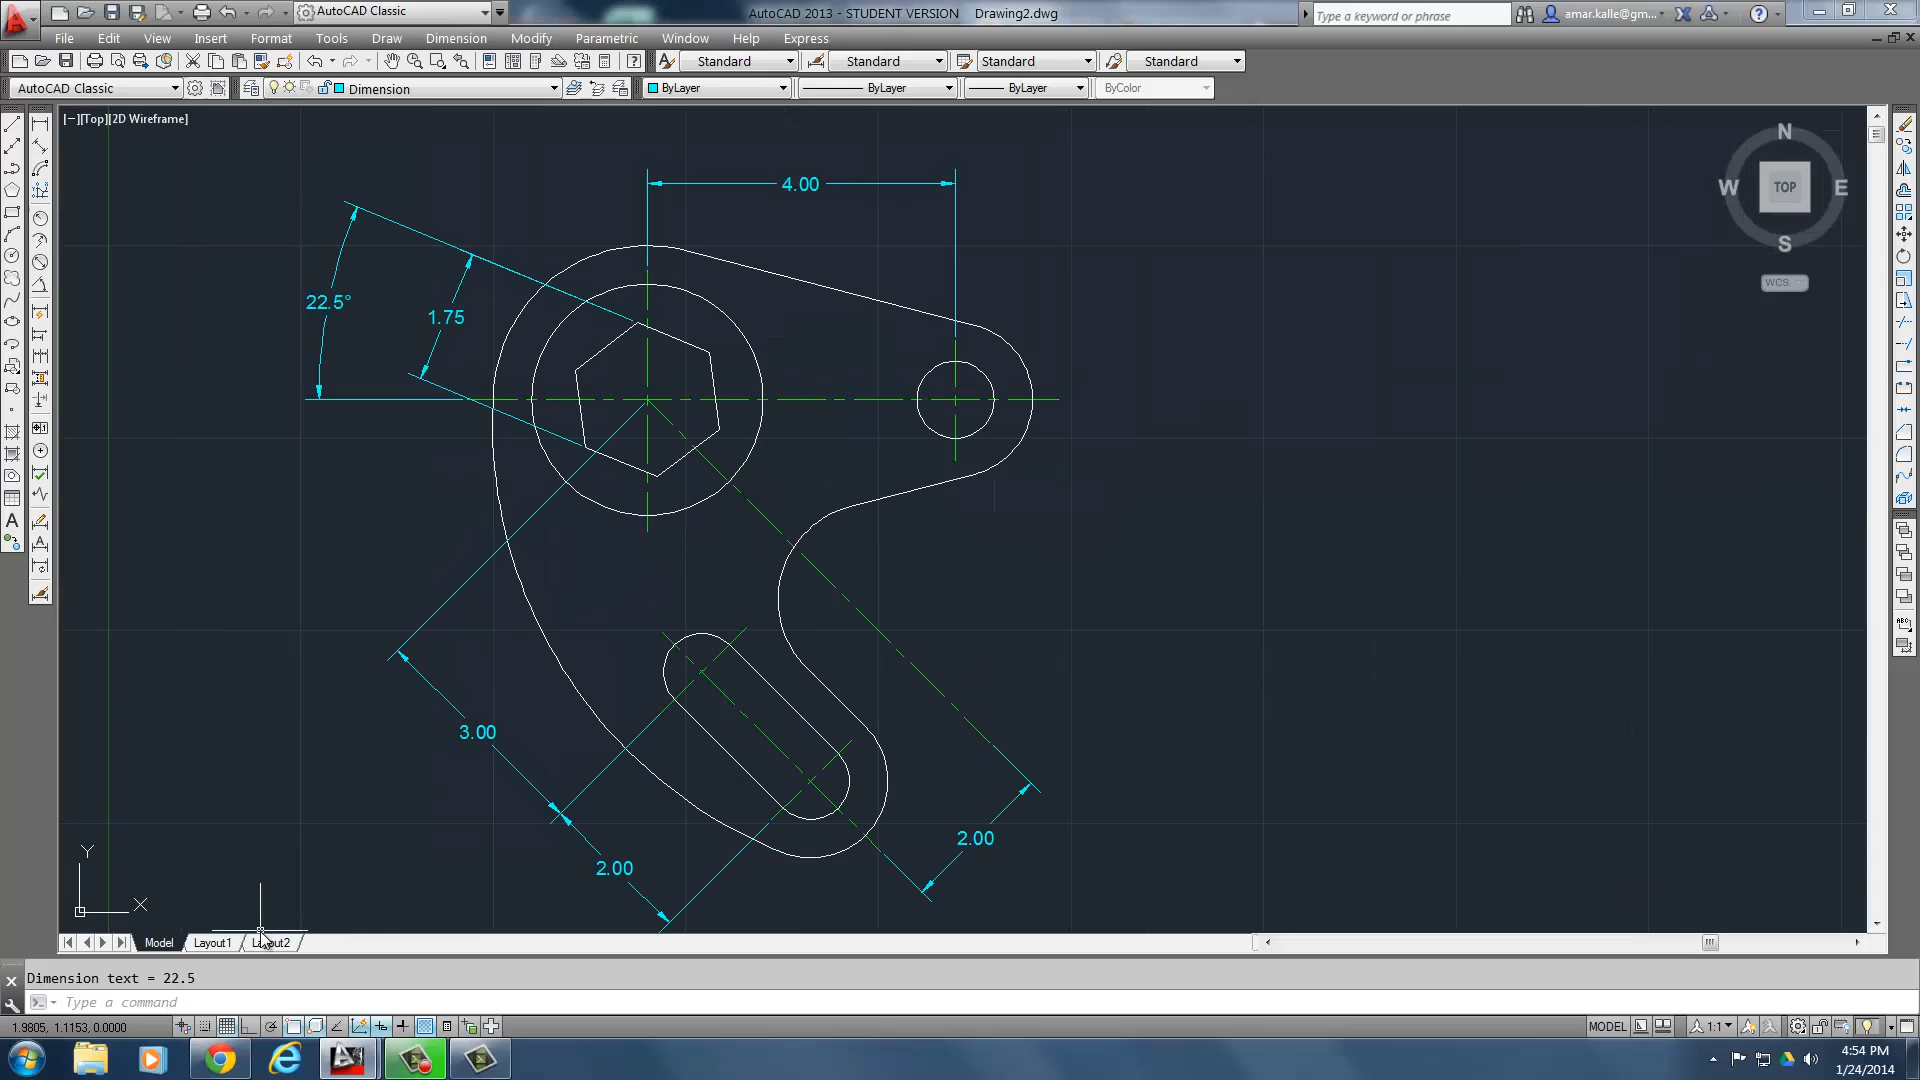 AutoCAD Classic
AutoCAD 2013 - STUDENT VERSION Drawing2.dwg
Type a keyword or phrase
amar.kalle@gm...
File Edit View Insert Format Tools Draw Dimension Modify Parametric Window Help Express
Standard Standard Standard Standard
AutoCAD Classic Dimension ByLayer ByLayer ByLayer ByColor
[−][Top][2D Wireframe]
N
W TOP E
S
WCS
4.00
22.5°
1.75
3.00
2.00
2.00
Y
X
Model Layout1 Layout2
Dimension text = 22.5
Type a command
1.9805, 1.1153, 0.0000
MODEL
1:1
4:54 PM
1/24/2014